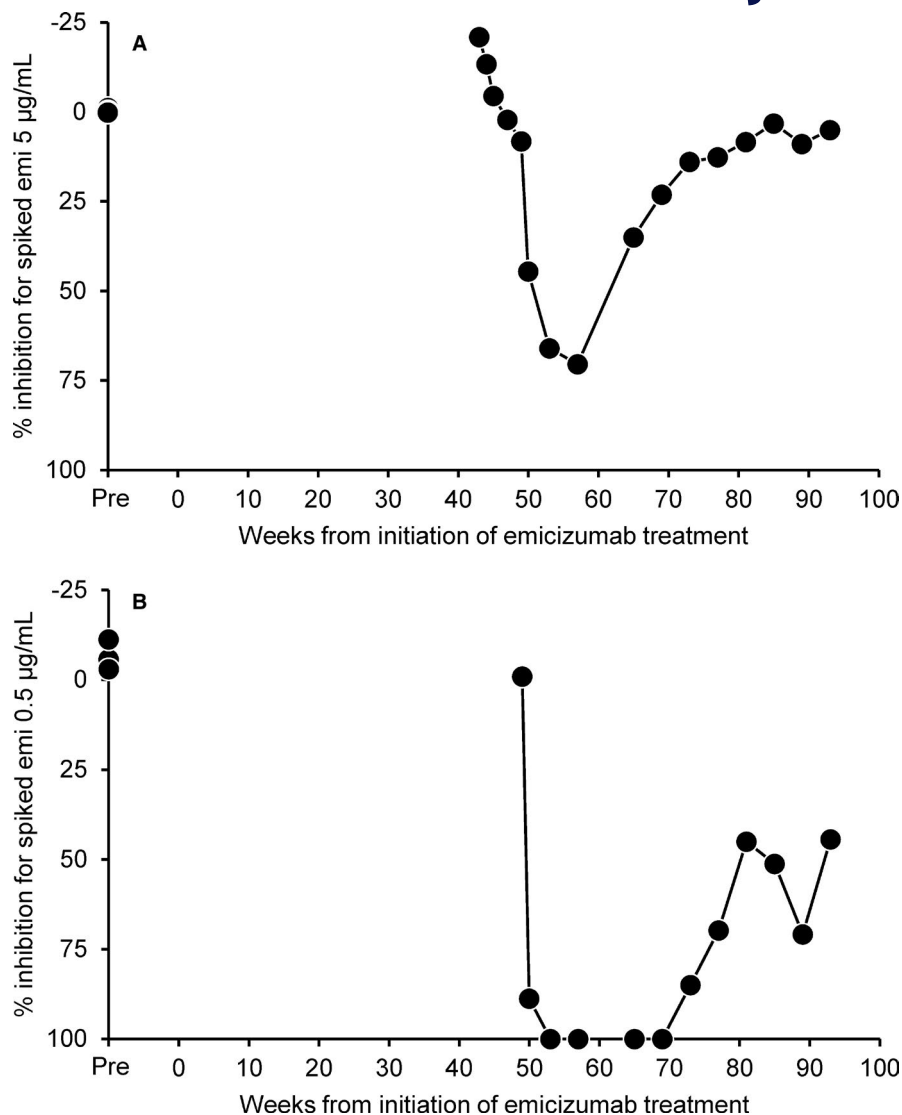 -25
A
0
25
50
75
100
% inhibition for spiked emi 5 µg/mL
Pre 0 10 20 30 40 50 60 70 80 90 100
Weeks from initiation of emicizumab treatment
-25
B
0
25
50
75
100
% inhibition for spiked emi 0.5 µg/mL
Pre 0 10 20 30 40 50 60 70 80 90 100
Weeks from initiation of emicizumab treatment